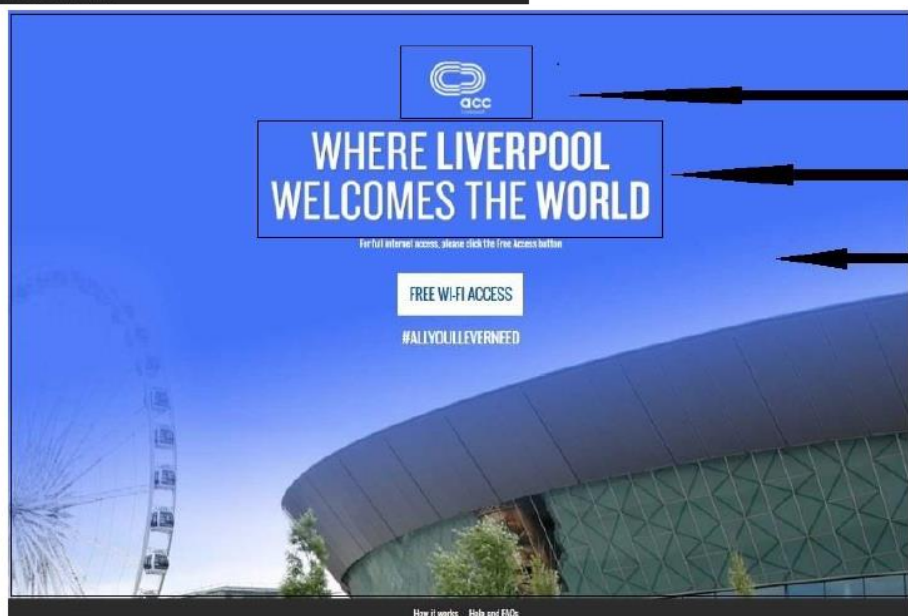 acc
WHERE LIVERPOOL
WELCOMES THE WORLD
For full internet access, please click the Free Access button
FREE WI-FI ACCESS
#ALLYOULLEVERNEED
How it works Help and FAQs